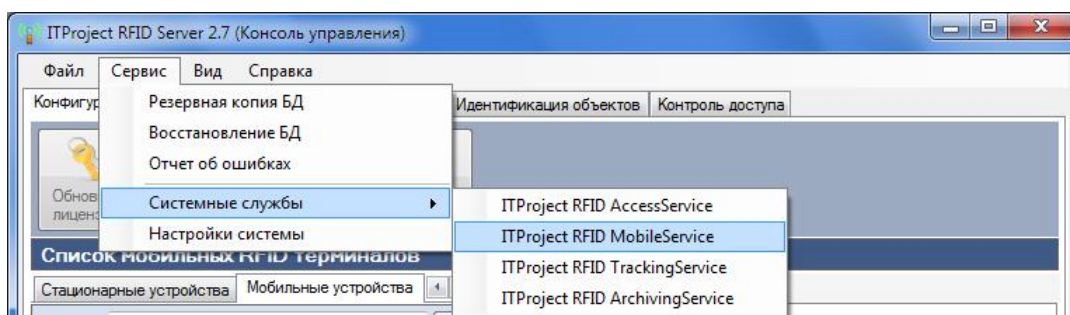 ITProject RFID Server 2.7 (Консоль управления)
Файл Сервис Вид Справка
Резервная копия БД
Восстановление БД
Отчет об ошибках
Системные службы
Настройки системы
Идентификация объектов Контроль доступа
ITProject RFID AccessService
ITProject RFID MobileService
ITProject RFID TrackingService
ITProject RFID ArchivingService
Список мобильных RFID терминалов
Стационарные устройства Мобильные устройства